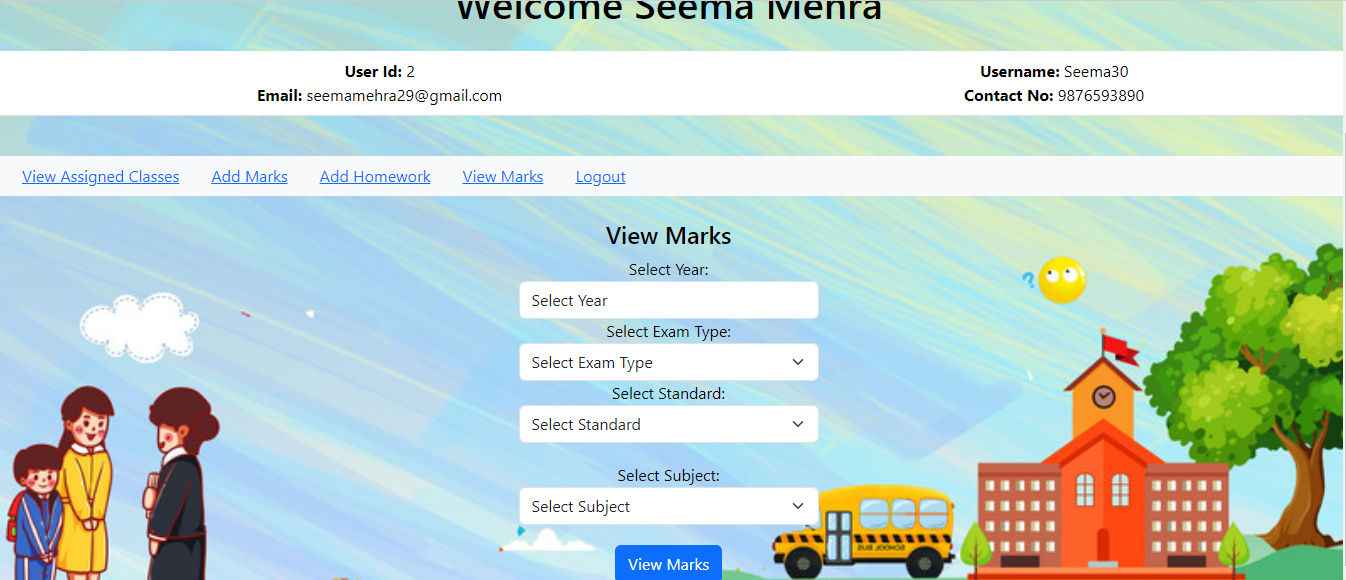 Welcome Seema Mehra
User Id: 2
Username: Seema30
Email: seemamehra29@gmail.com
Contact No: 9876593890
View Assigned Classes
Add Marks
Add Homework
View Marks
Logout
View Marks
Select Year:
Select Year
Select Exam Type:
Select Exam Type
Select Standard:
Select Standard
Select Subject:
Select Subject
SCHOOL BUS
View Marks